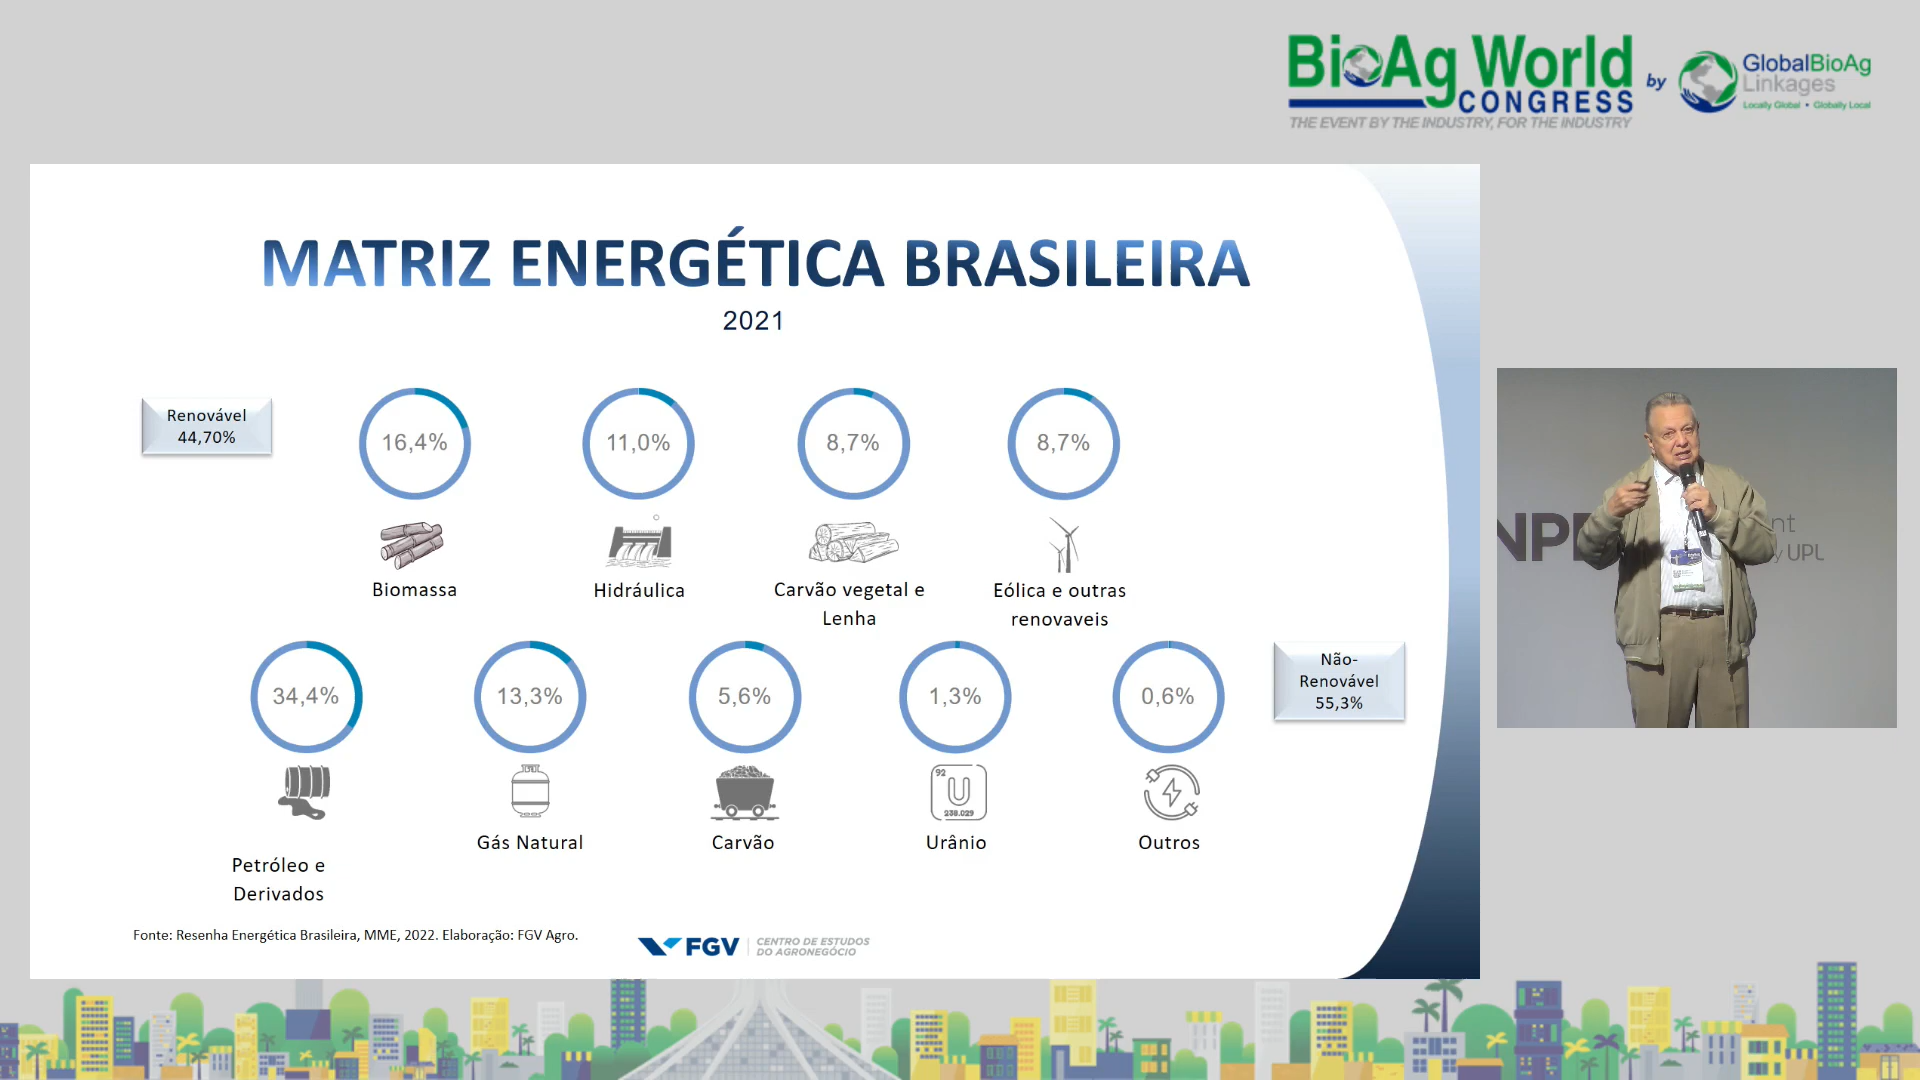 BioAg World
CONGRESS
THE EVENT BY THE INDUSTRY, FOR THE INDUSTRY
by
GlobalBioAg
Linkages
Locally Global • Globally Local
MATRIZ ENERGÉTICA BRASILEIRA
2021
Renovável
44,70%
16,4%
11,0%
8,7%
8,7%
Biomassa
Hidráulica
Carvão vegetal e
Lenha
Eólica e outras
renovaveis
34,4%
13,3%
5,6%
1,3%
0,6%
Não-
Renovável
55,3%
92
U
238.029
Petróleo e
Derivados
Gás Natural
Carvão
Urânio
Outros
Fonte: Resenha Energética Brasileira, MME, 2022. Elaboração: FGV Agro.
FGV
CENTRO DE ESTUDOS
DO AGRONEGÓCIO
UPL